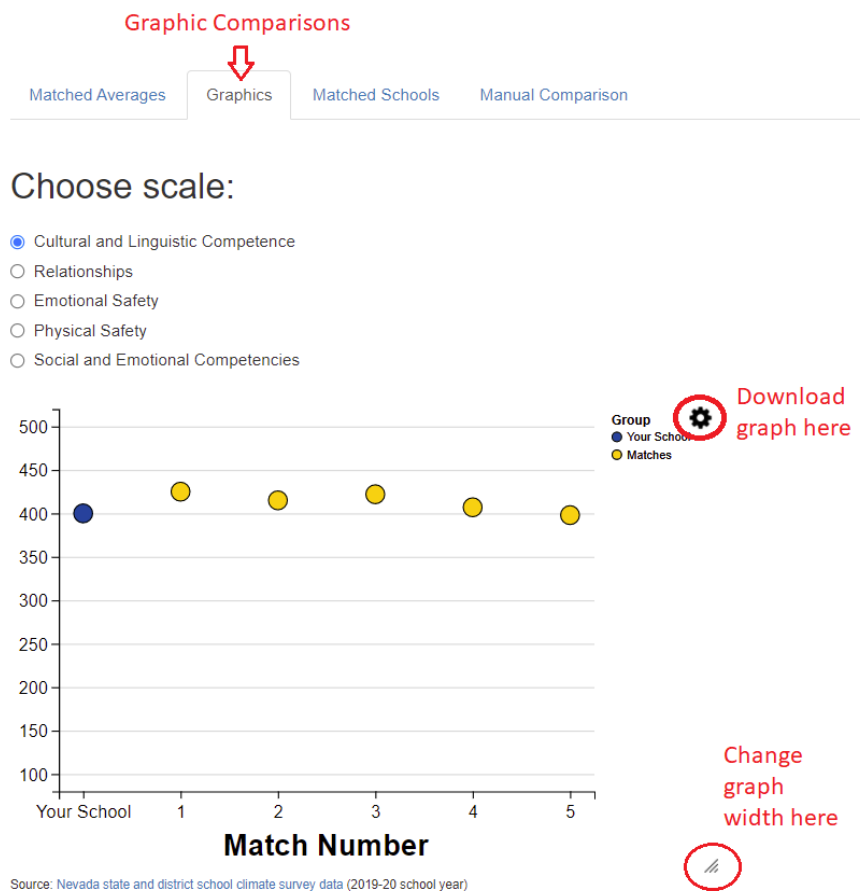 Graphic Comparisons
Matched Averages Graphics Matched Schools Manual Comparison
Choose scale:
Cultural and Linguistic Competence
Relationships
Emotional Safety
Physical Safety
Social and Emotional Competencies
Download
graph here
Group
Your School
Matches
500
450
400
350
300
250
200
150
100
Your School 1 2 3 4 5
Match Number
Change
graph
width here
Source: Nevada state and district school climate survey data (2019-20 school year)